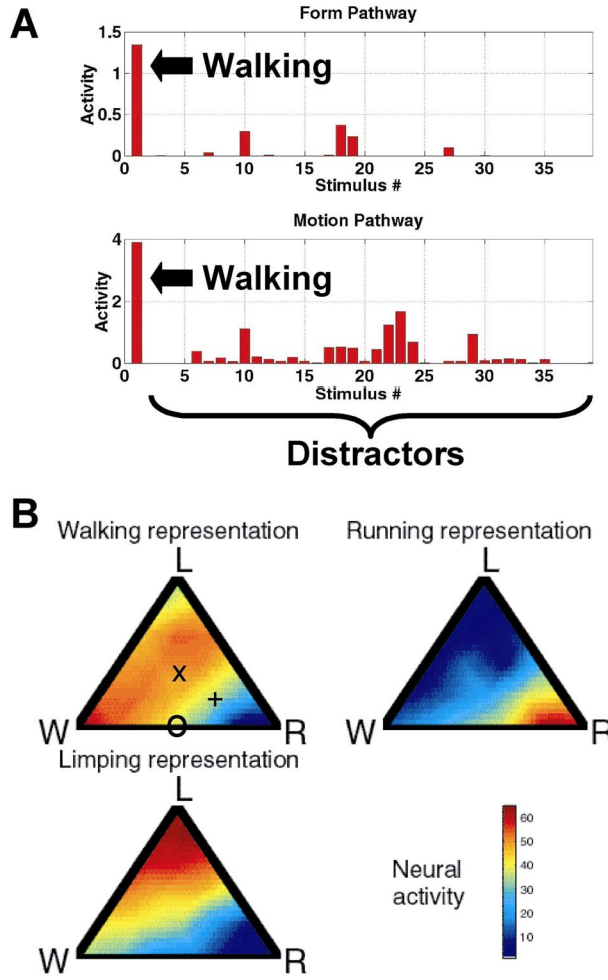 A
Form Pathway
1.5
1
0.5
0
Activity
Walking
0 5 10 15 20 25 30 35
Stimulus #
Motion Pathway
4
2
0
Activity
Walking
0 5 10 15 20 25 30 35
Stimulus #
Distractors
B
Walking representation
Running representation
L
L
x
+
O
W
R
W
R
Limping representation
L
W
R
Neural
activity
60
50
40
30
20
10